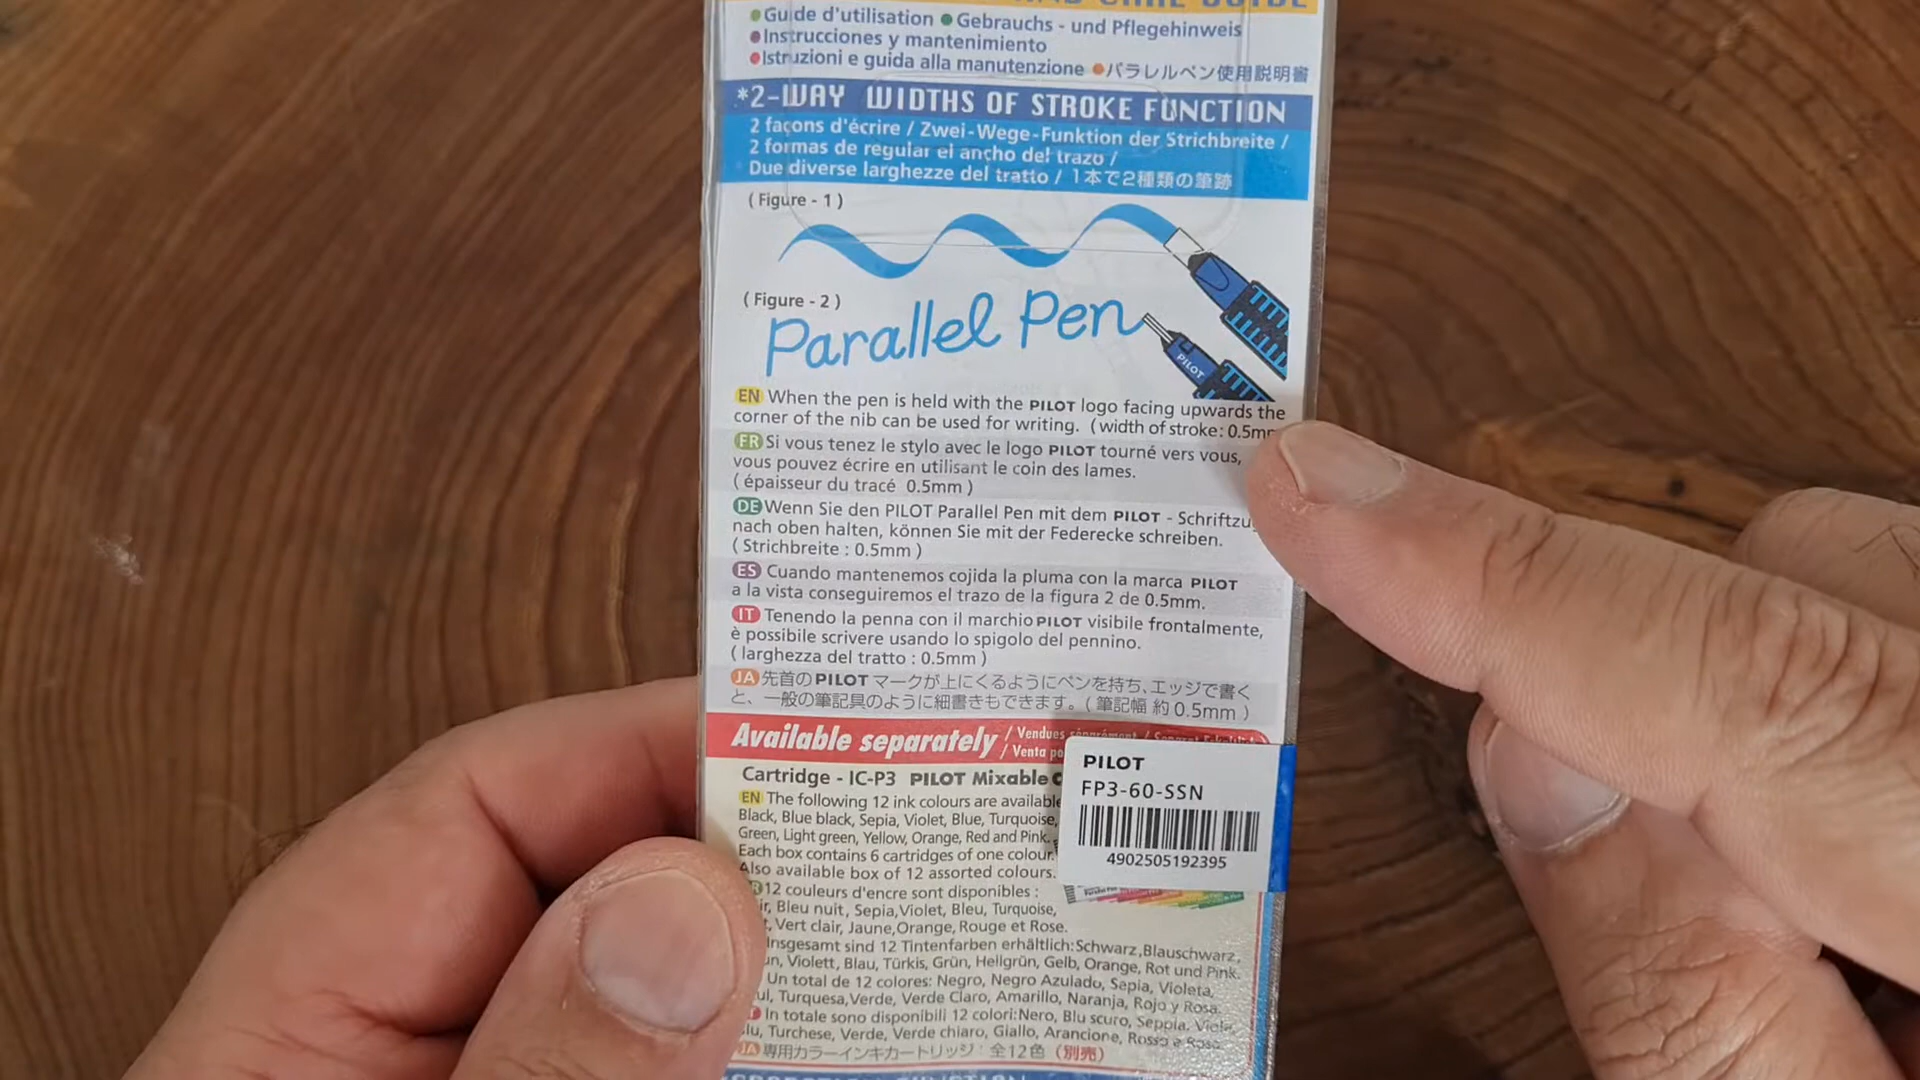 AND CARE GUIDE
Guide d'utilisation Gebrauchs - und Pflegehinweis
Instrucciones y mantenimiento
Istruzioni e guida alla manutenzione パラレルペン使用説明書
*2-WAY WIDTHS OF STROKE FUNCTION
2 façons d'écrire / Zwei-Wege-Funktion der Strichbreite /
2 formas de regular el ancho del trazo /
Due diverse larghezze del tratto / 1本で2種類の筆跡
( Figure - 1 )
( Figure - 2 )
Parallel Pen
PILOT
EN When the pen is held with the PILOT logo facing upwards the
corner of the nib can be used for writing. ( width of stroke: 0.5mm
FR Si vous tenez le stylo avec le logo PILOT tourné vers vous,
vous pouvez écrire en utilisant le coin des lames.
( épaisseur du tracé 0.5mm )
DE Wenn Sie den PILOT Parallel Pen mit dem PILOT - Schriftzu
nach oben halten, können Sie mit der Federecke schreiben.
( Strichbreite : 0.5mm )
ES Cuando mantenemos cojida la pluma con la marca PILOT
a la vista conseguiremos el trazo de la figura 2 de 0.5mm.
IT Tenendo la penna con il marchio PILOT visibile frontalmente,
è possibile scrivere usando lo spigolo del pennino.
( larghezza del tratto : 0.5mm )
JA 先首のPILOT マークが上にくるようにペンを持ち、エッジで書く
と、一般の筆記具のように細書きもできます。( 筆記幅 約 0.5mm )
Available separately / Vendues séparément /
/ Venta
Cartridge - IC-P3 PILOT Mixable
EN The following 12 ink colours are available
Black, Blue black, Sepia, Violet, Blue, Turquoise,
Green, Light green, Yellow, Orange, Red and Pink.
Each box contains 6 cartridges of one colour.
Also available box of 12 assorted colours.
12 couleurs d'encre sont disponibles :
ir, Bleu nuit, Sepia, Violet, Bleu, Turquoise,
t, Vert clair, Jaune, Orange, Rouge et Rose.
Insgesamt sind 12 Tintenfarben erhältlich: Schwarz, Blauschwarz,
un, Violett, Blau, Türkis, Grün, Hellgrün, Gelb, Orange, Rot und Pink.
Un total de 12 colores: Negro, Negro Azulado, Sepia, Violeta,
ul, Turquesa, Verde, Verde Claro, Amarillo, Naranja, Rojo y Rosa.
In totale sono disponibili 12 colori: Nero, Blu scuro, Seppia, Viola,
lu, Turchese, Verde, Verde chiaro, Giallo, Arancione, Rosso e Rosa.
JA 専用カラーインキカートリッジ : 全12色 (別売)
PILOT
FP3-60-SSN
4902505192395